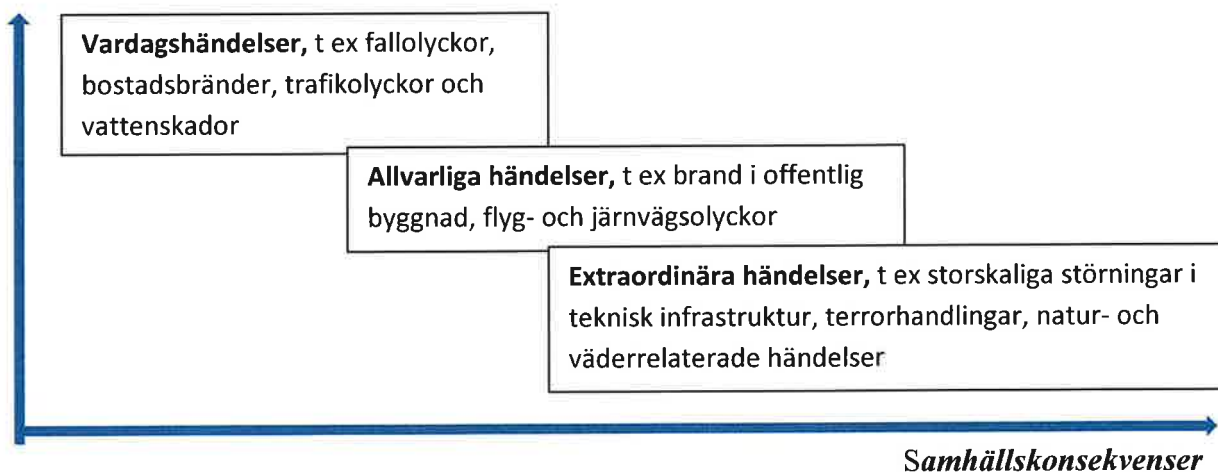 Vardagshändelser, t ex fallolyckor,
bostadsbränder, trafikolyckor och
vattenskador
Allvarliga händelser, t ex brand i offentlig
byggnad, flyg- och järnvägsolyckor
Extraordinära händelser, t ex storskaliga störningar i
teknisk infrastruktur, terrorhandlingar, natur- och
väderrelaterade händelser
Samhällskonsekvenser